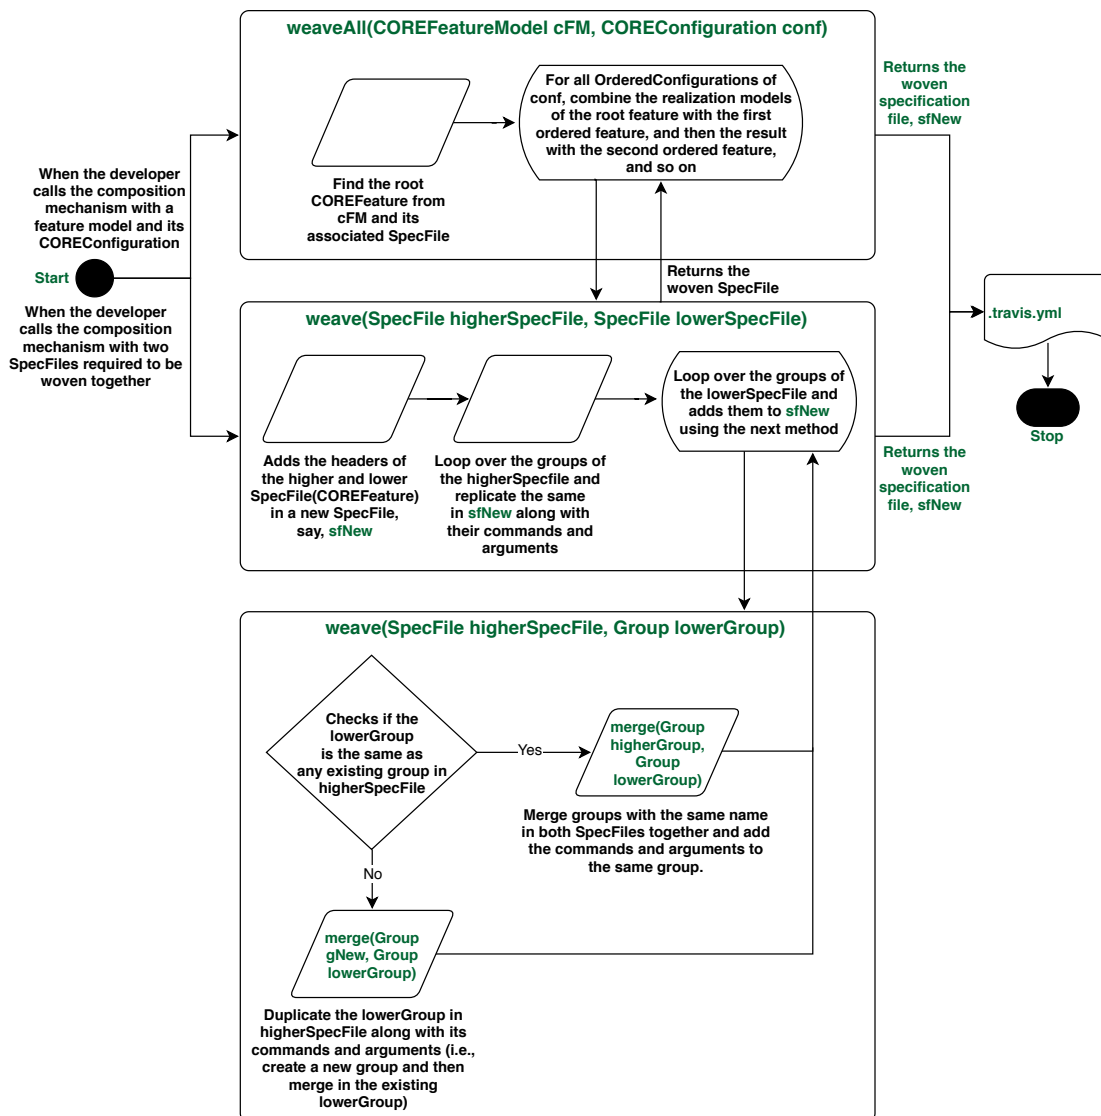 weaveAll(COREFeatureModel cFM, COREConfiguration conf)
For all OrderedConfigurations of
conf, combine the realization models
of the root feature with the first
ordered feature, and then the result
with the second ordered feature,
and so on
Find the root
COREFeature from
cFM and its
associated SpecFile
Returns the
woven
specification
file, sfNew
When the developer
calls the composition
mechanism with a
feature model and its
COREConfiguration
Start
When the developer
calls the composition
mechanism with two
SpecFiles required to be
woven together
Returns the
woven SpecFile
weave(SpecFile higherSpecFile, SpecFile lowerSpecFile)
Loop over the groups of
the lowerSpecFile and
adds them to sfNew
using the next method
Adds the headers of
the higher and lower
SpecFile(COREFeature)
in a new SpecFile,
say, sfNew
Loop over the groups of
the higherSpecfile and
replicate the same
in sfNew along with
their commands and
arguments
Returns the
woven
specification
file, sfNew
.travis.yml
Stop
weave(SpecFile higherSpecFile, Group lowerGroup)
Checks if the
lowerGroup
is the same as
any existing group in
higherSpecFile
Yes
merge(Group
higherGroup,
Group
lowerGroup)
Merge groups with the same name
in both SpecFiles together and add
the commands and arguments to
the same group.
No
merge(Group
gNew, Group
lowerGroup)
Duplicate the lowerGroup in
higherSpecFile along with its
commands and arguments (i.e.,
create a new group and then
merge in the existing
lowerGroup)